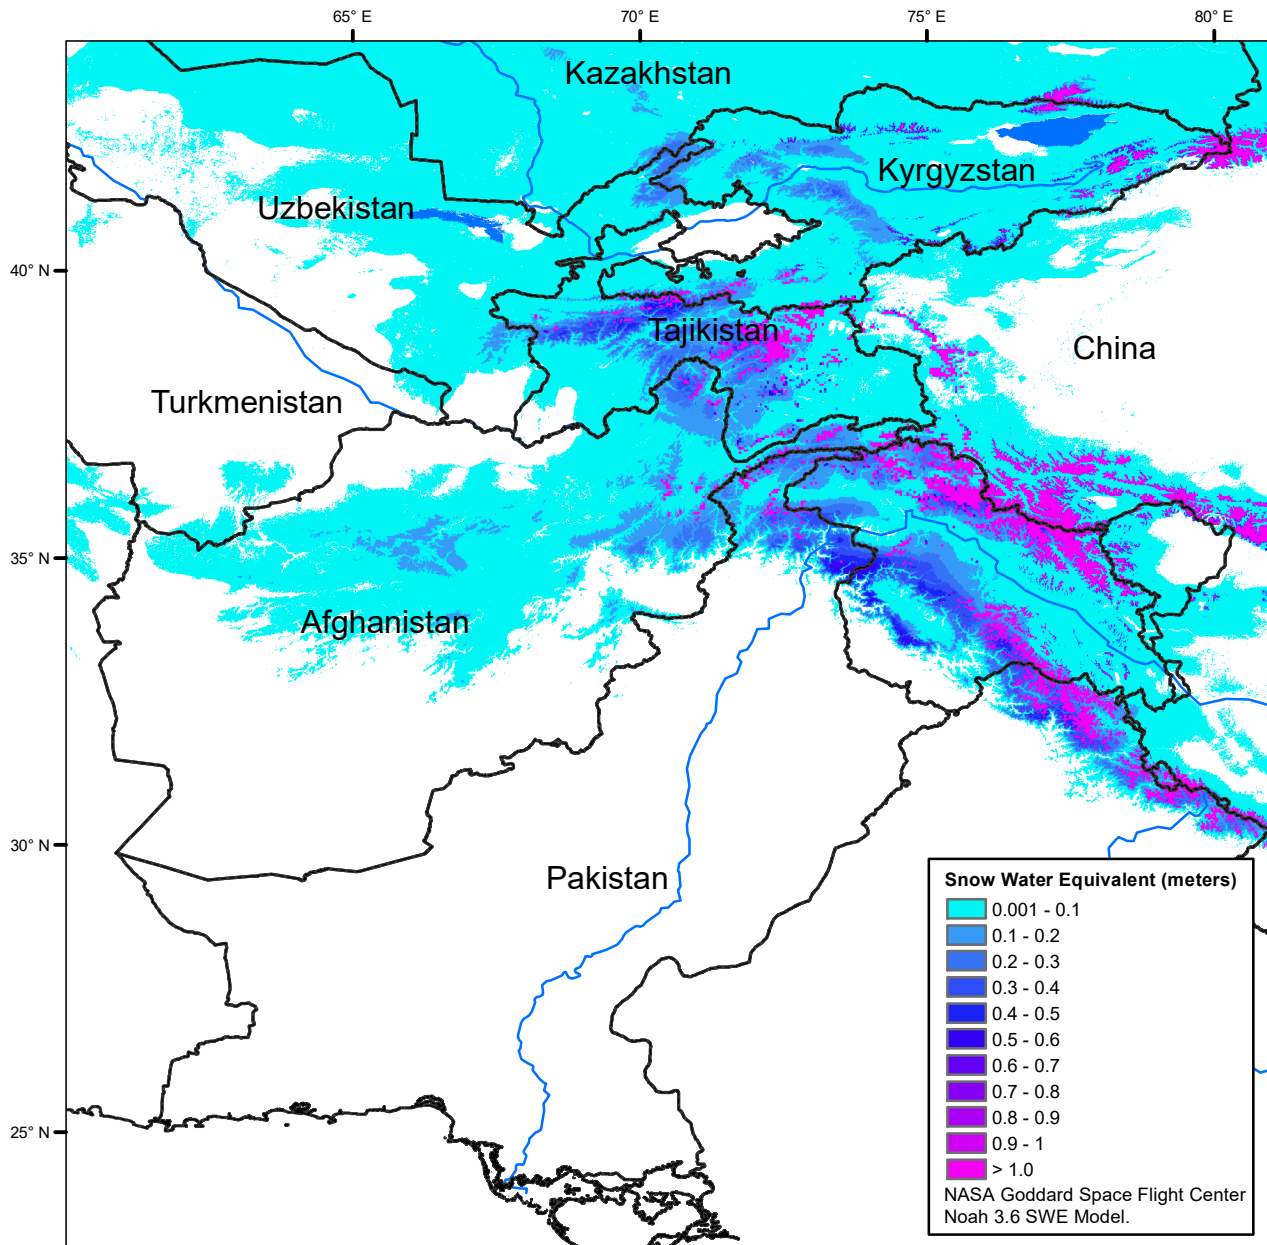 65° E 70° E 75° E 80° E
Kazakhstan
Kyrgyzstan
Uzbekistan
40° N
Tajikistan
China
Turkmenistan
35° N
Afghanistan
30° N
Pakistan
Snow Water Equivalent (meters)
0.001 - 0.1
0.1 - 0.2
0.2 - 0.3
0.3 - 0.4
0.4 - 0.5
0.5 - 0.6
0.6 - 0.7
0.7 - 0.8
0.8 - 0.9
0.9 - 1
> 1.0
25° N
NASA Goddard Space Flight Center
Noah 3.6 SWE Model.